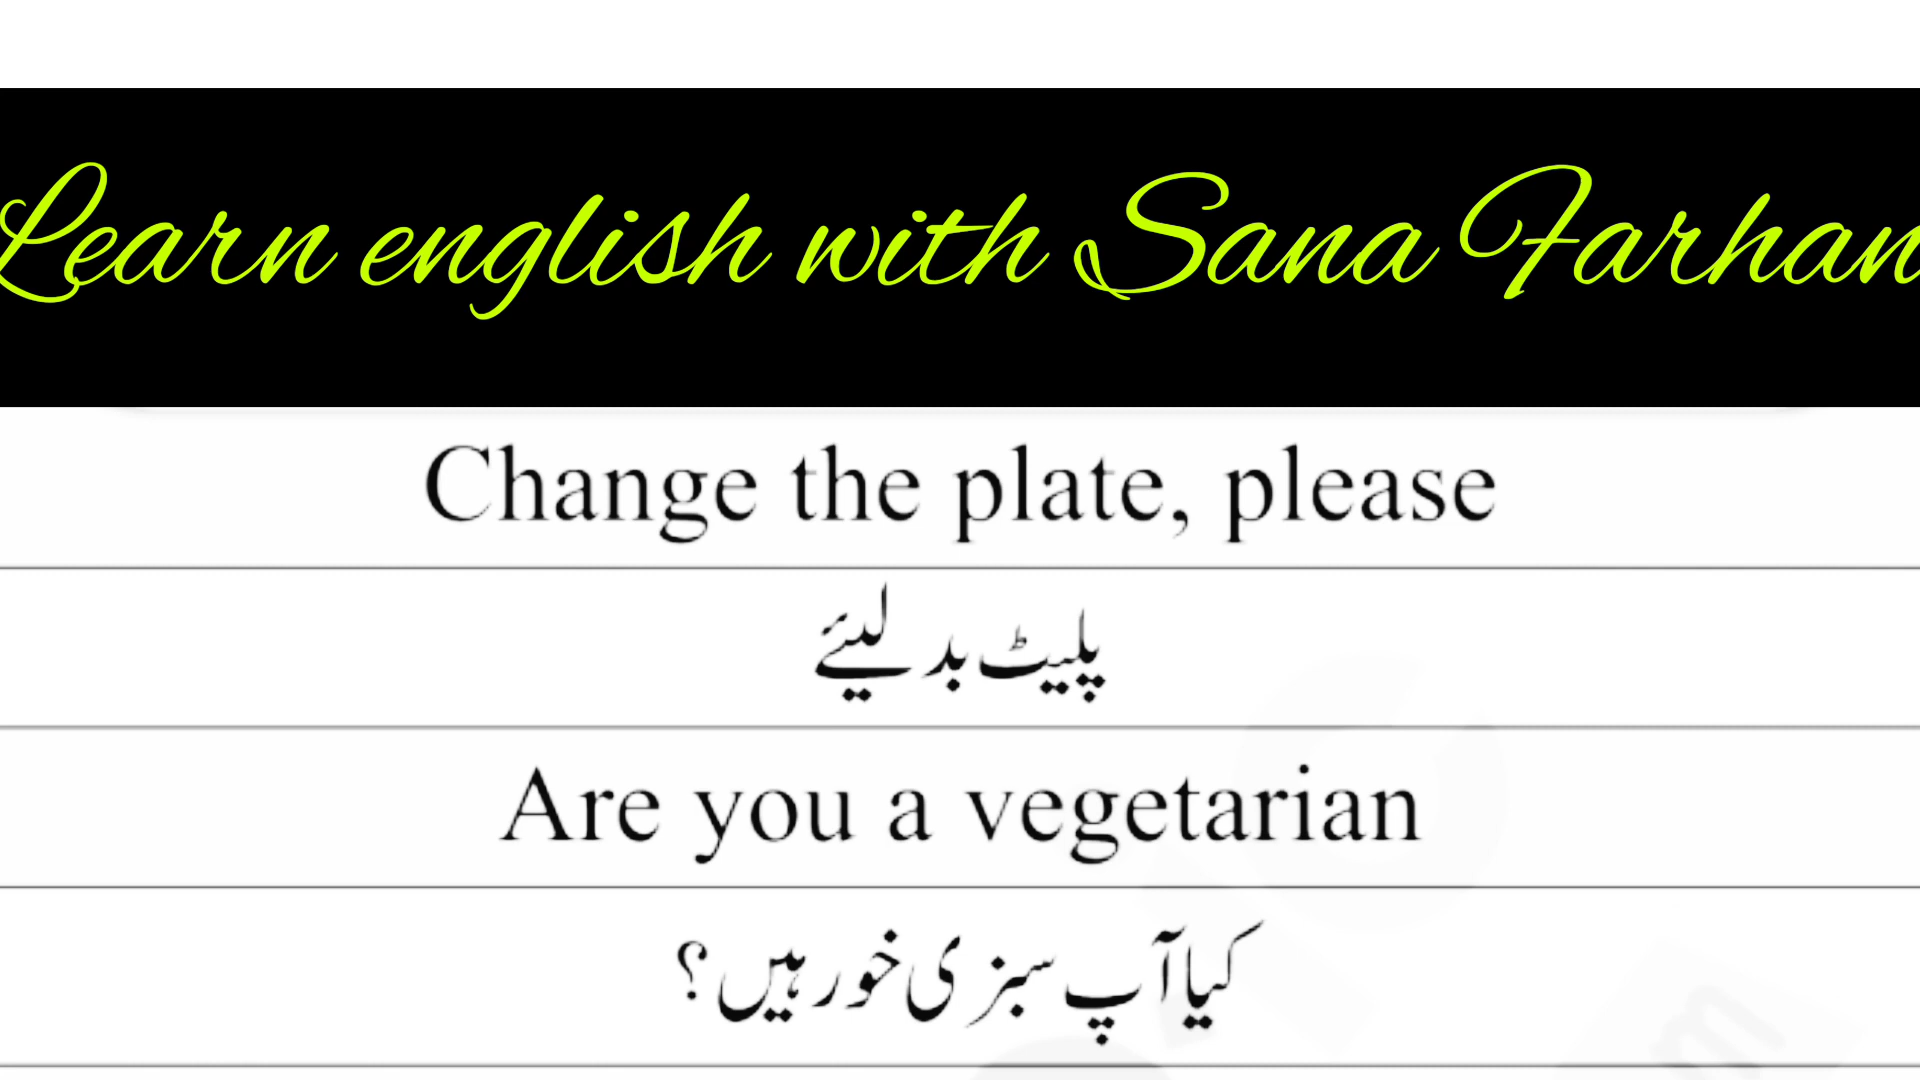 Learn english with Sana Farhan
Change the plate, please
پلیٹ بدلیئے
Are you a vegetarian
کیا آپ سبزی خور ہیں؟